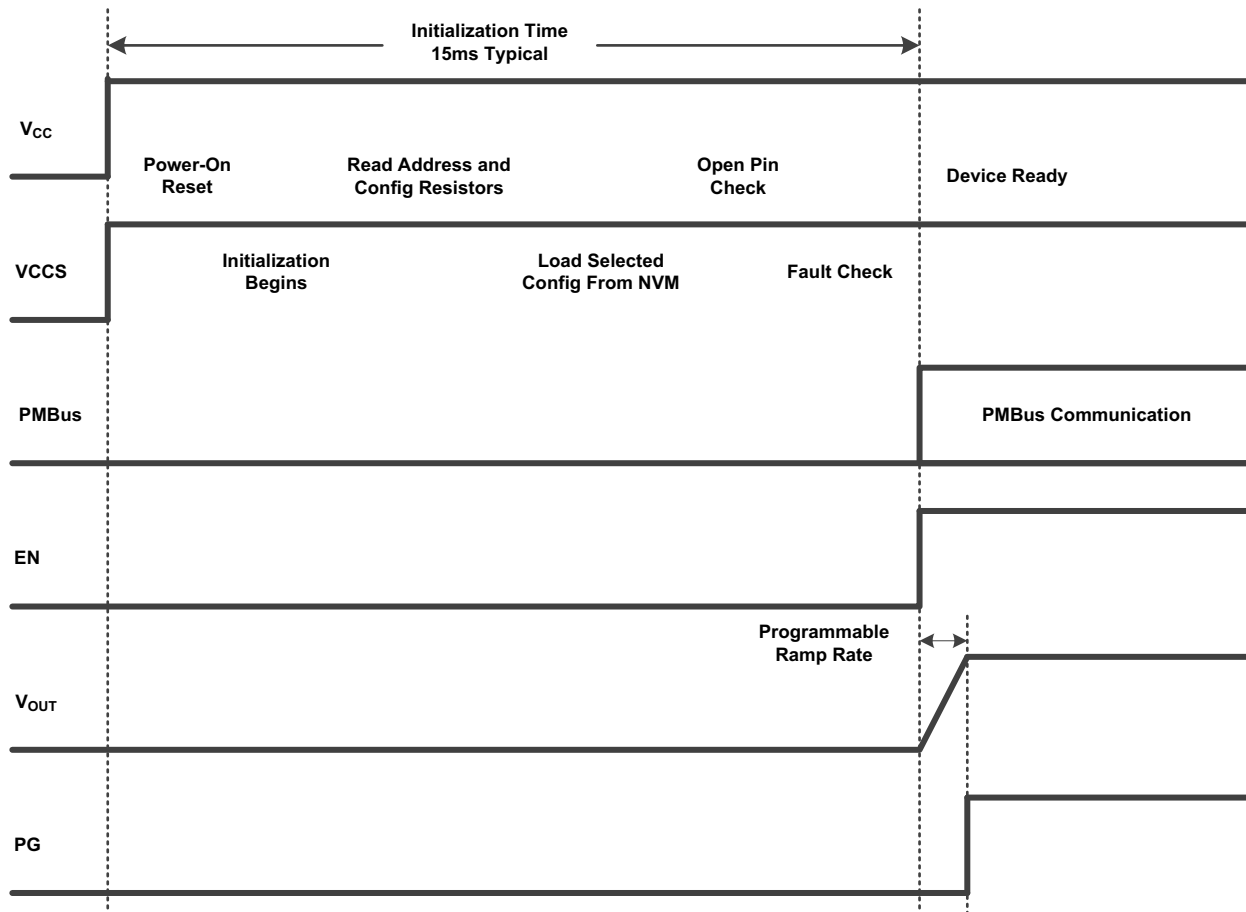 Initialization Time
15ms Typical
VCC
Power-On
Reset
Read Address and
Config Resistors
Open Pin
Check
Device Ready
VCCS
Initialization
Begins
Load Selected
Config From NVM
Fault Check
PMBus
PMBus Communication
EN
Programmable
Ramp Rate
VOUT
PG